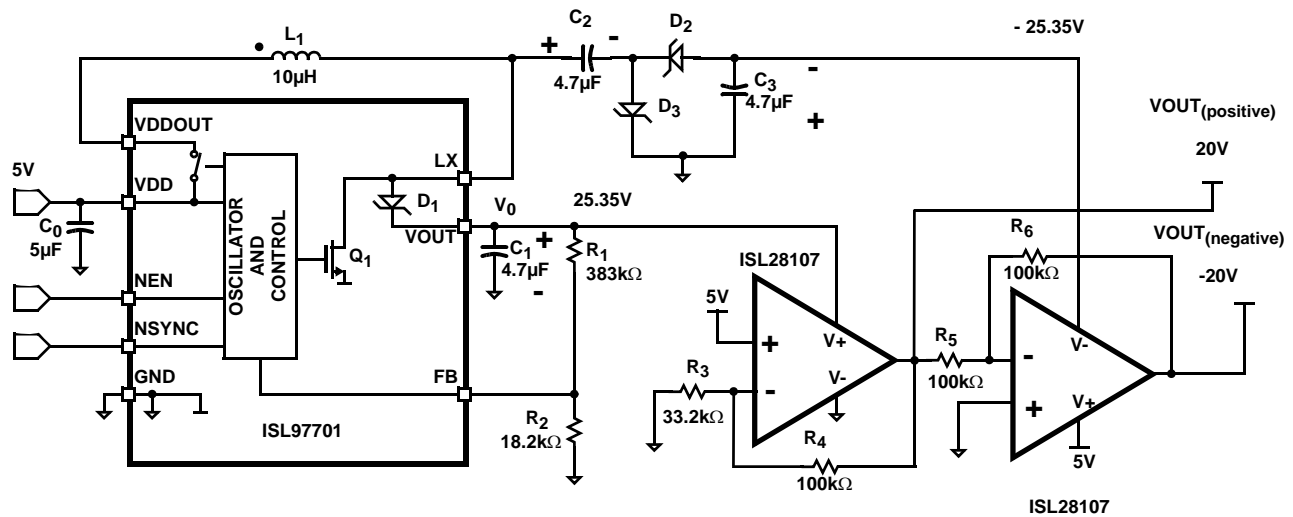 L1
10µH
C2
+ -
4.7µF
D2
D3
C3
4.7µF
-
+
- 25.35V
VOUT(positive)
20V
VOUT(negative)
-20V
5V
VDDOUT
VDD
C0
5µF
NEN
NSYNC
GND
OSCILLATOR
AND
CONTROL
Q1
D1
LX
VOUT
FB
ISL97701
V0
25.35V
C1
4.7µF
+
-
R1
383kΩ
R2
18.2kΩ
ISL28107
5V
+
-
V+
V-
R3
33.2kΩ
R4
100kΩ
R5
100kΩ
R6
100kΩ
-
+
V-
V+
5V
ISL28107